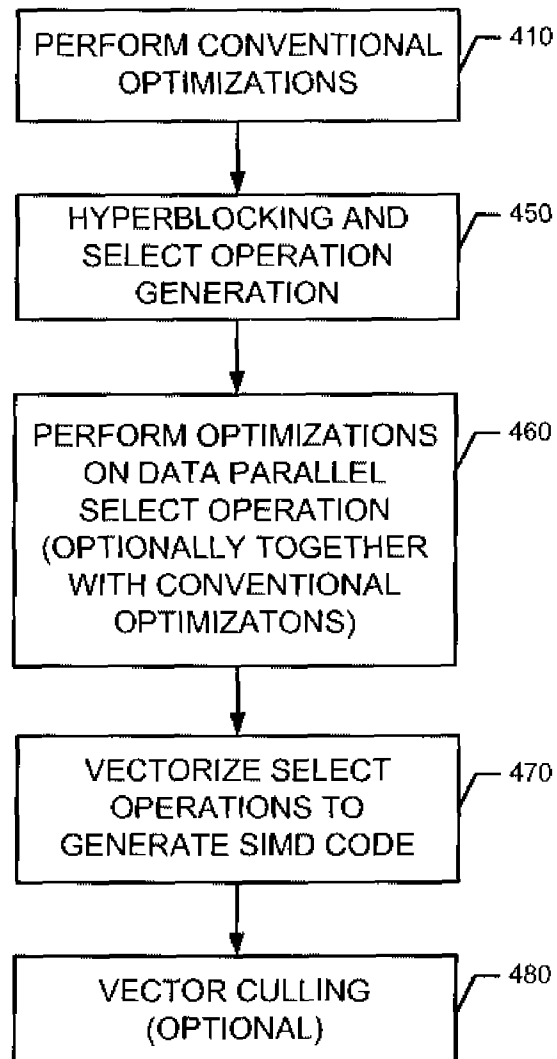 PERFORM CONVENTIONAL
OPTIMIZATIONS
410
HYPERBLOCKING AND
SELECT OPERATION
GENERATION
450
PERFORM OPTIMIZATIONS
ON DATA PARALLEL
SELECT OPERATION
(OPTIONALLY TOGETHER
WITH CONVENTIONAL
OPTIMIZATONS)
460
VECTORIZE SELECT
OPERATIONS TO
GENERATE SIMD CODE
470
VECTOR CULLING
(OPTIONAL)
480